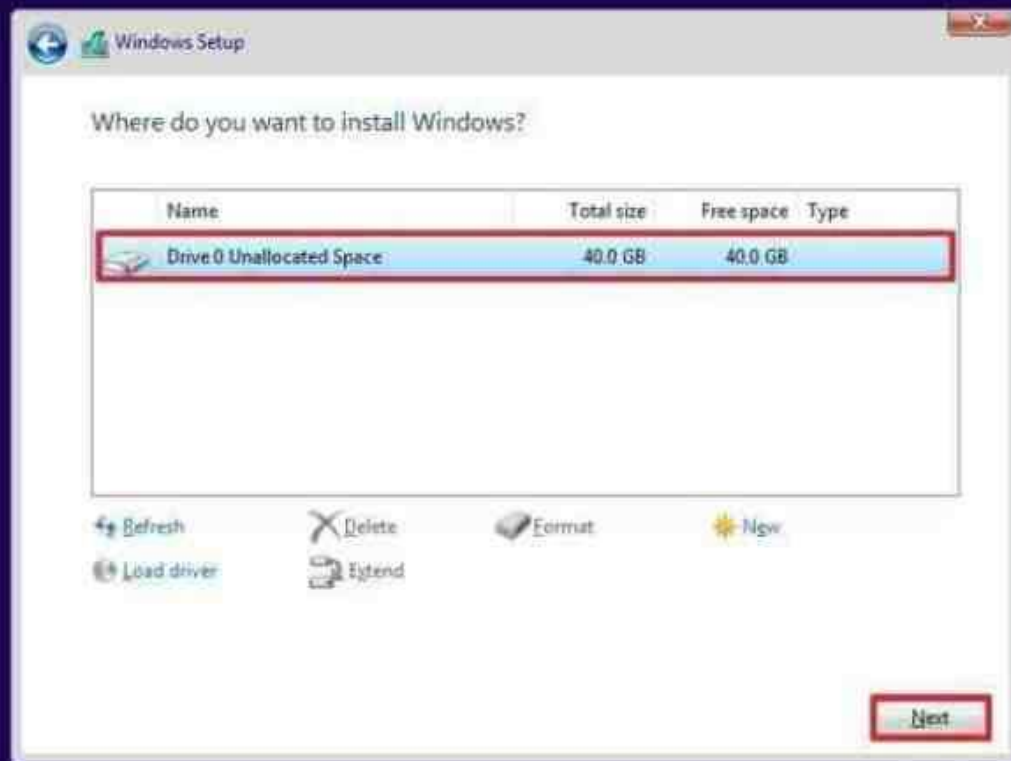 Windows Setup
Where do you want to install Windows?
Name Total size Free space Type
Drive 0 Unallocated Space 40.0 GB 40.0 GB
Refresh Delete Format New
Load driver Extend
Next